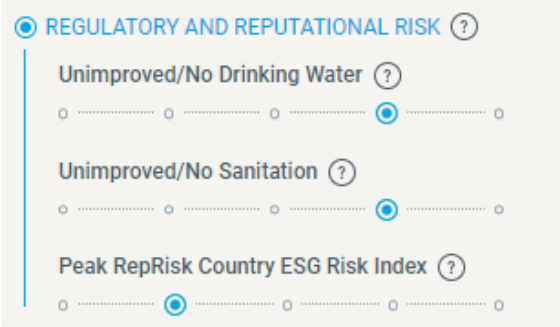 REGULATORY AND REPUTATIONAL RISK ?
Unimproved/No Drinking Water ?
Unimproved/No Sanitation ?
Peak RepRisk Country ESG Risk Index ?